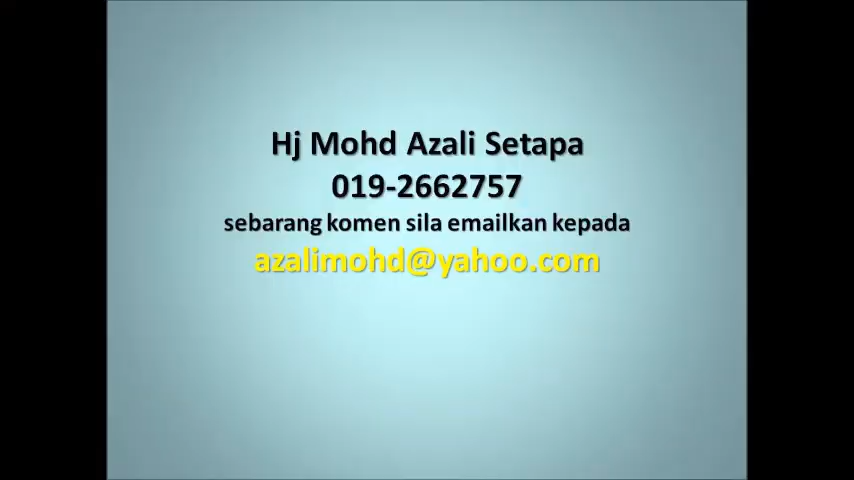 Hj Mohd Azali Setapa
019-2662757
sebarang komen sila emailkan kepada
azalimohd@yahoo.com